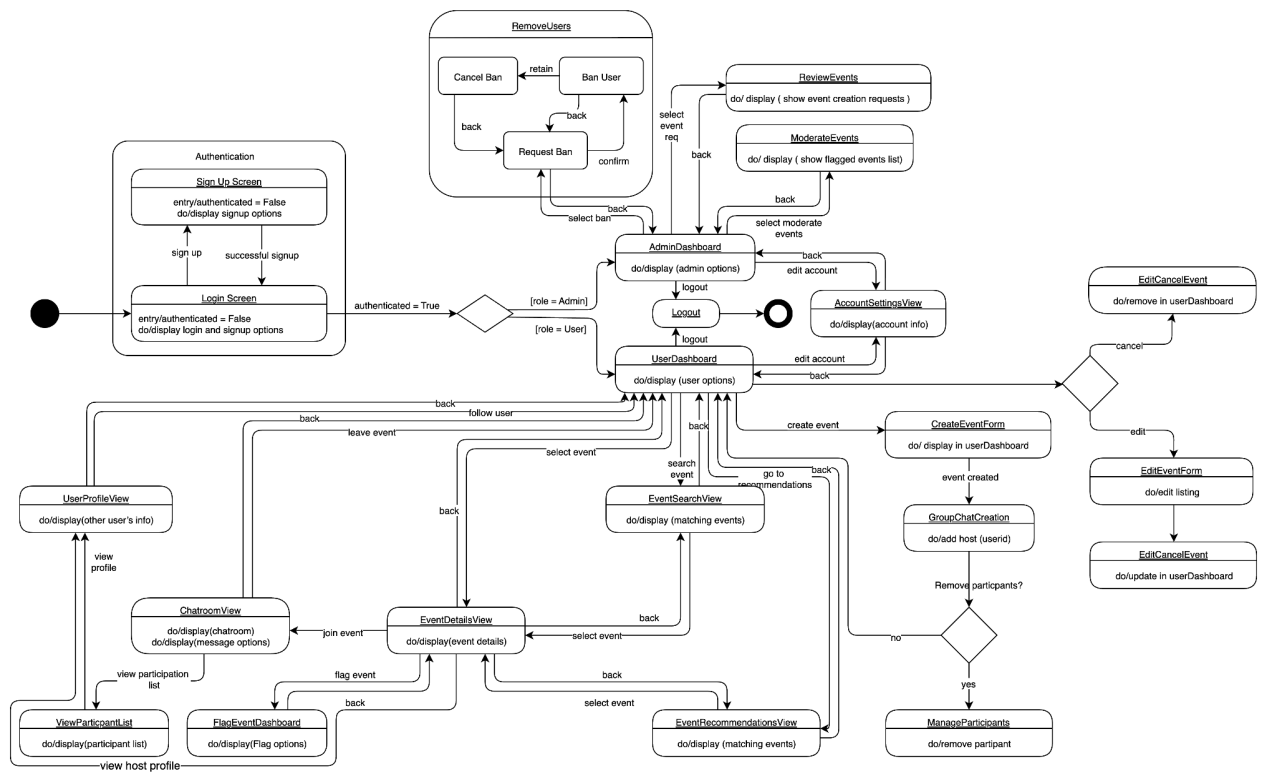 RemoveUsers
Cancel Ban
retain
Ban User
back
back
Request Ban
confirm
select
event
req
ReviewEvents
do/ display ( show event creation requests )
ModerateEvents
do/ display ( show flagged events list)
back
back
select ban
back
select moderate
events
Authentication
Sign Up Screen
entry/authenticated = False
do/display signup options
sign up
successful signup
Login Screen
entry/authenticated = False
do/display login and signup options
authenticated = True
[role = Admin]
[role = User]
AdminDashboard
do/display (admin options)
back
edit account
logout
Logout
logout
AccountSettingsView
do/display(account info)
UserDashboard
do/display (user options)
edit account
back
EditCancelEvent
do/remove in userDashboard
cancel
edit
EditEventForm
do/edit listing
EditCancelEvent
do/update in userDashboard
back
follow user
back
leave event
select event
back
search
event
back
go to
recommendations
back
create event
CreateEventForm
do/ display in userDashboard
event created
GroupChatCreation
do/add host (userid)
Remove particpants?
no
yes
ManageParticipants
do/remove partipant
UserProfileView
do/display(other user's info)
view
profile
EventSearchView
do/display (matching events)
ChatroomView
do/display(chatroom)
do/display(message options)
join event
EventDetailsView
do/display(event details)
back
select event
view participation
list
flag event
back
back
select event
ViewParticpantList
do/display(participant list)
FlagEventDashboard
do/display(Flag options)
EventRecommendationsView
do/display (matching events)
view host profile